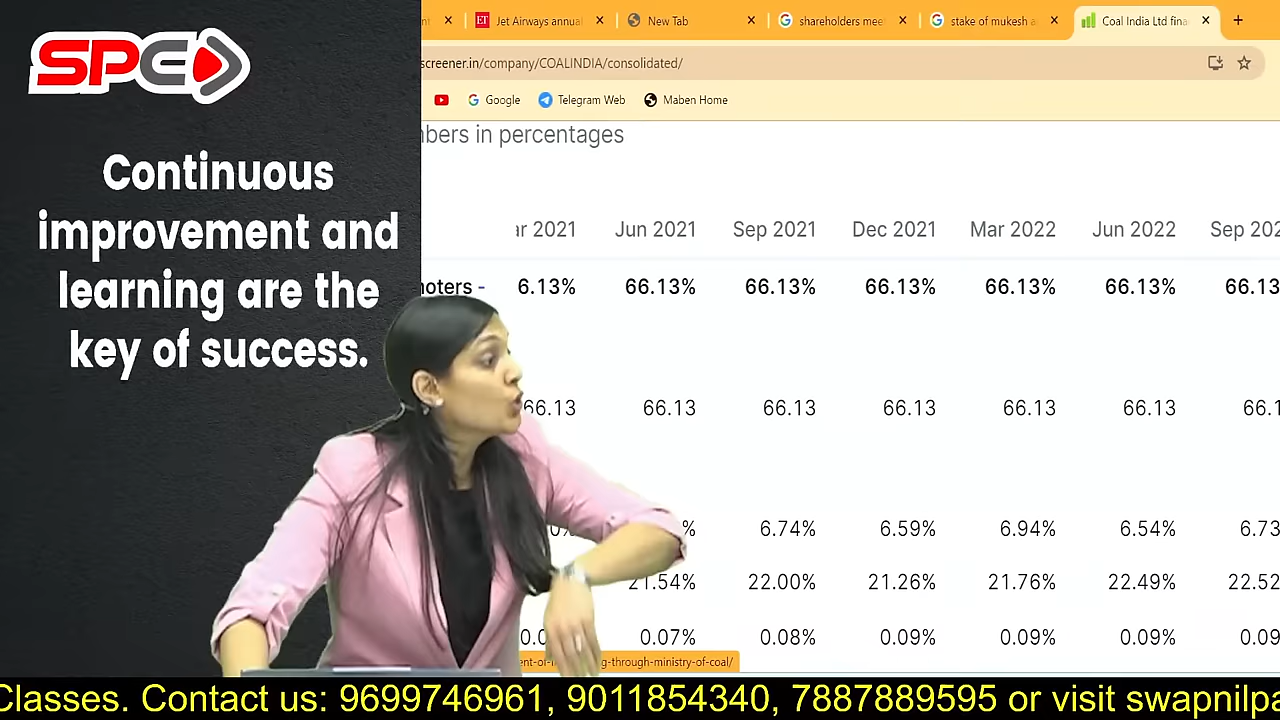 SPC
Continuous
improvement and
learning are the
key of success.
Jet Airways annua
New Tab
shareholders mee
stake of mukesh a
Coal India Ltd fina
screener.in/company/COALINDIA/consolidated/
Google Telegram Web Maben Home
nbers in percentages
ar 2021 Jun 2021 Sep 2021 Dec 2021 Mar 2022 Jun 2022 Sep 202
noters - 6.13% 66.13% 66.13% 66.13% 66.13% 66.13% 66.13
66.13 66.13 66.13 66.13 66.13 66.13 66.1
% 6.74% 6.59% 6.94% 6.54% 6.73
21.54% 22.00% 21.26% 21.76% 22.49% 22.52
0.07% 0.08% 0.09% 0.09% 0.09% 0.09
g-through-ministry-of-coal/
Classes. Contact us: 9699746961, 9011854340, 7887889595 or visit swapnilpa